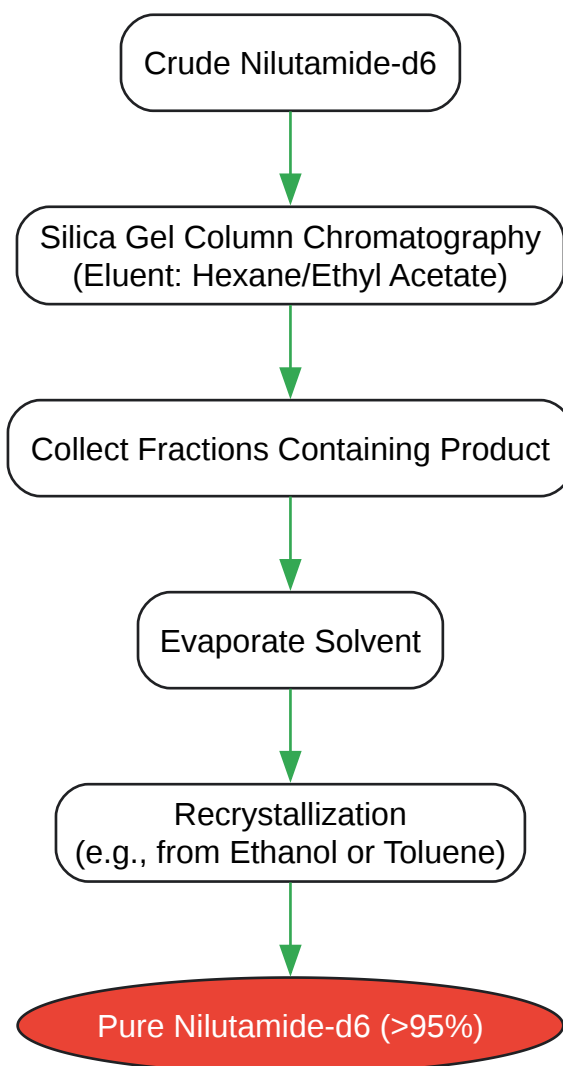 Crude Nilutamide-d6
Silica Gel Column Chromatography
(Eluent: Hexane/Ethyl Acetate)
Collect Fractions Containing Product
Evaporate Solvent
Recrystallization
(e.g., from Ethanol or Toluene)
Pure Nilutamide-d6 (>95%)